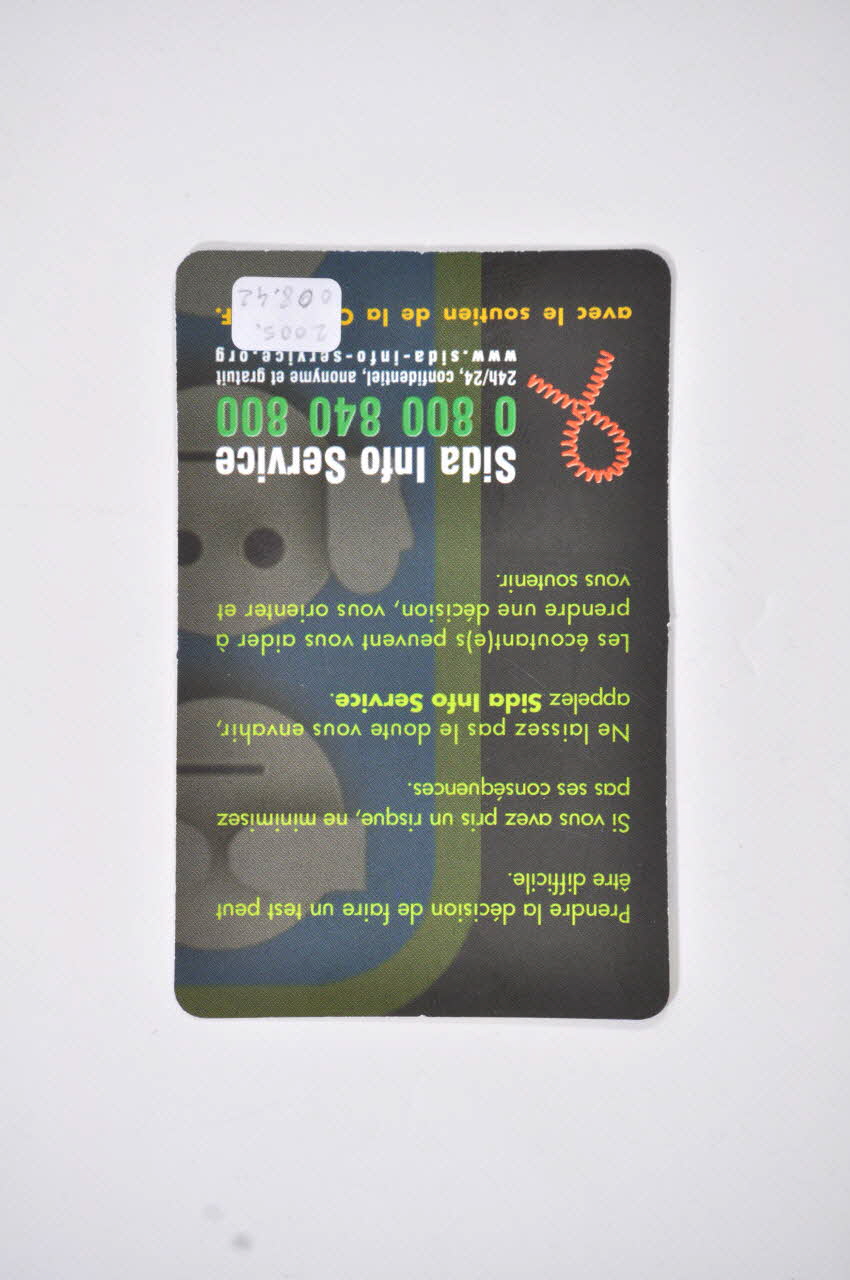 Prendre la décision de faire un test peut
être difficile.
Si vous avez pris un risque, ne minimisez
pas ses conséquences.
Ne laissez pas le doute vous envahir,
appelez Sida Info Service.
Les écoutant(e)s peuvent vous aider à
prendre une décision, vous orienter et
vous soutenir.
Sida Info Service
0 800 840 800
24h/24, confidentiel, anonyme et gratuit
www.sida-info-service.org
avec le soutien de la
2005.
008.42